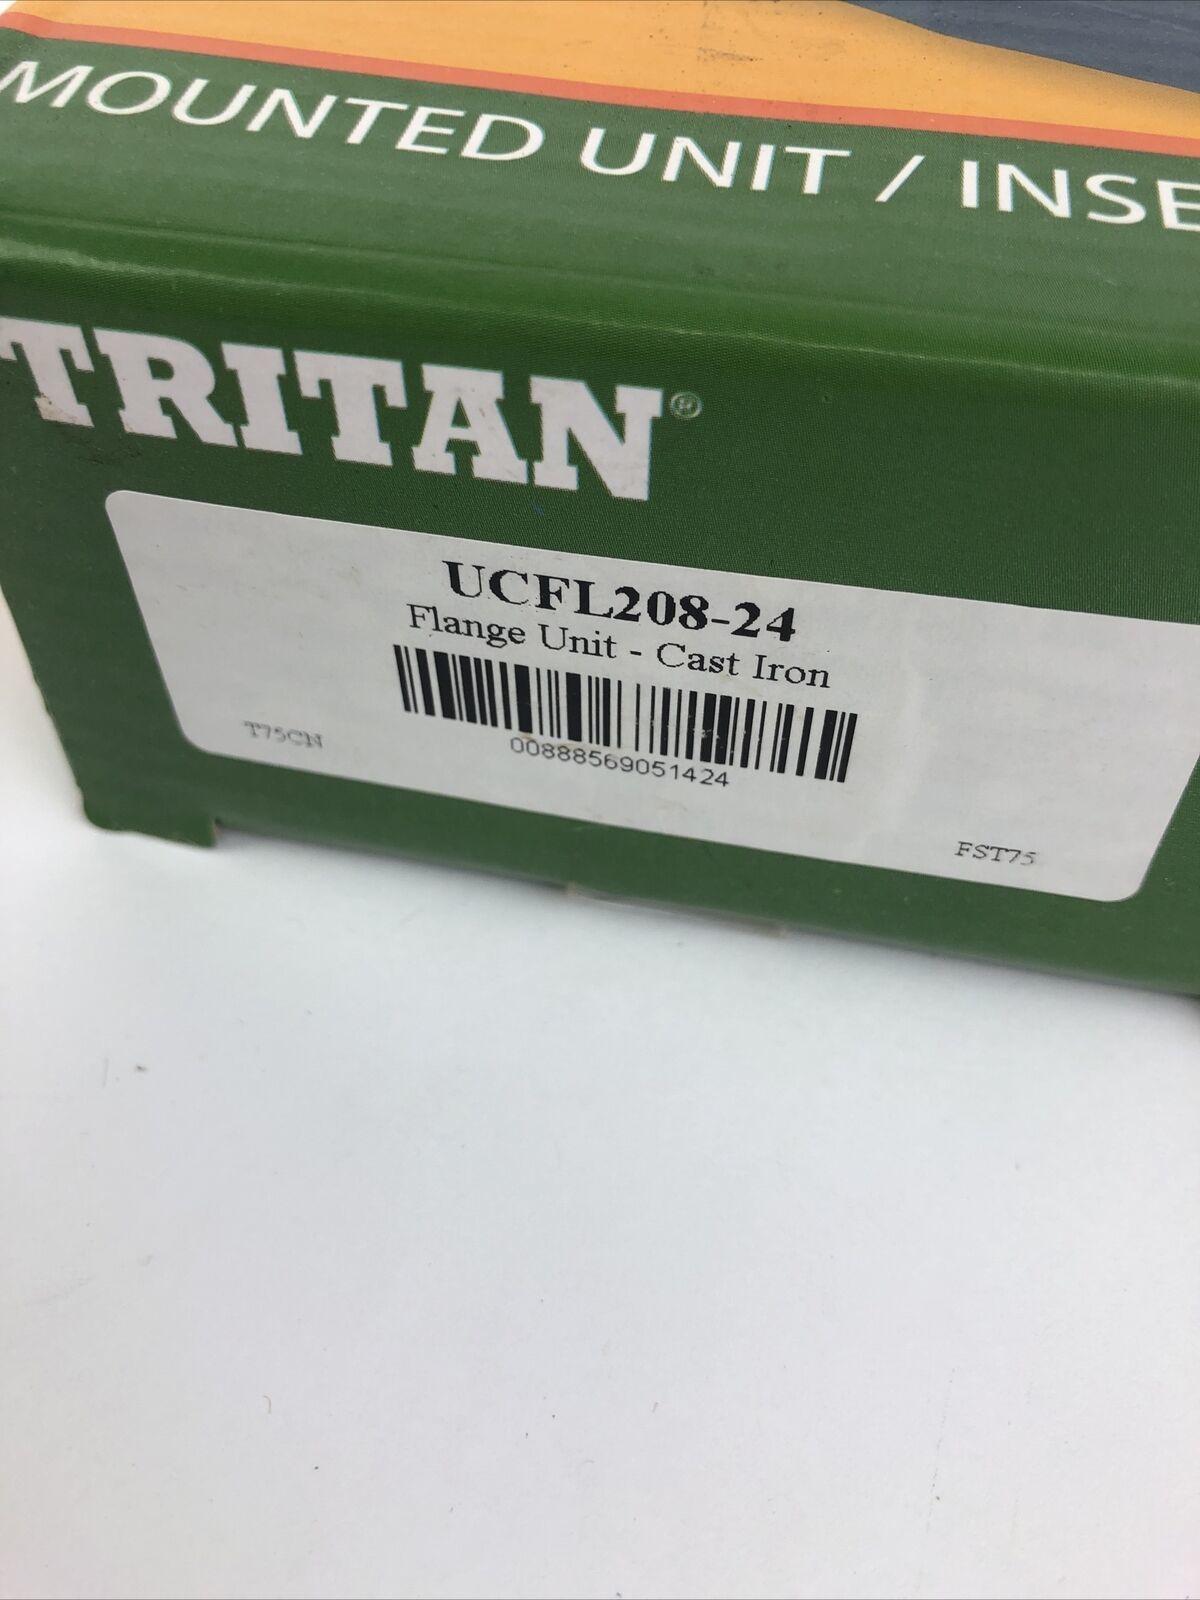 MOUNTED UNIT / INSE
TRITAN®
UCFL208-24
Flange Unit - Cast Iron
00888569051424
T75CN
FST75